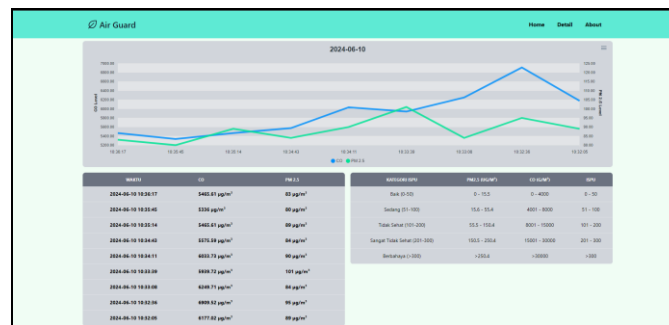 Air Guard
Home Detail About
2024-06-10
CO PM2.5
WAKTU CO PM 2.5
2024-06-10 10:36:17 5465.61 μg/m³ 83 μg/m³
2024-06-10 10:35:45 5336 μg/m³ 80 μg/m³
2024-06-10 10:35:14 5465.61 μg/m³ 89 μg/m³
2024-06-10 10:34:43 5575.59 μg/m³ 84 μg/m³
2024-06-10 10:34:11 6033.73 μg/m³ 90 μg/m³
2024-06-10 10:33:39 5939.72 μg/m³ 101 μg/m³
2024-06-10 10:33:08 6249.71 μg/m³ 84 μg/m³
2024-06-10 10:32:36 6909.52 μg/m³ 95 μg/m³
2024-06-10 10:32:05 6177.02 μg/m³ 89 μg/m³
KATEGORI ISPU PM2.5 (UG/M³) CO (G/M³) ISPU
Baik (0-50) 0 - 15.5 0 - 4000 0 - 50
Sedang (51-100) 15.6 - 55.4 4001 - 8000 51 - 100
Tidak Sehat (101-200) 55.5 - 150.4 8001 - 15000 101 - 200
Sangat Tidak Sehat (201-300) 150.5 - 250.4 15001 - 30000 201 - 300
Berbahaya (>300) >250.4 >30000 >300